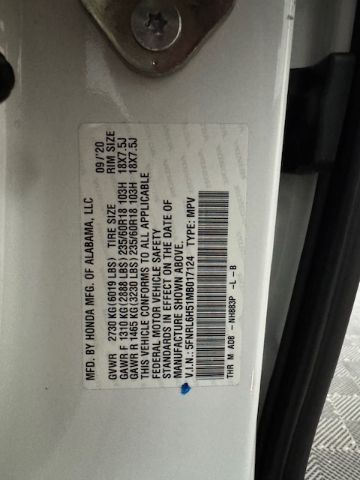 MFD. BY HONDA MFG. OF ALABAMA, LLC 09/'20
TIRE SIZE RIM SIZE
GVWR 2730 KG(6019 LBS)
GAWR F 1310 KG(2888 LBS) 235/60R18 103H 18X7.5J
GAWR R 1465 KG(3230 LBS) 235/60R18 103H 18X7.5J
THIS VEHICLE CONFORMS TO ALL APPLICABLE
FEDERAL MOTOR VEHICLE SAFETY
STANDARDS IN EFFECT ON THE DATE OF
MANUFACTURE SHOWN ABOVE.
V.I.N.: 5FNRL6H51MB017124 TYPE: MPV
THR M AD8 - NH883P -L - B